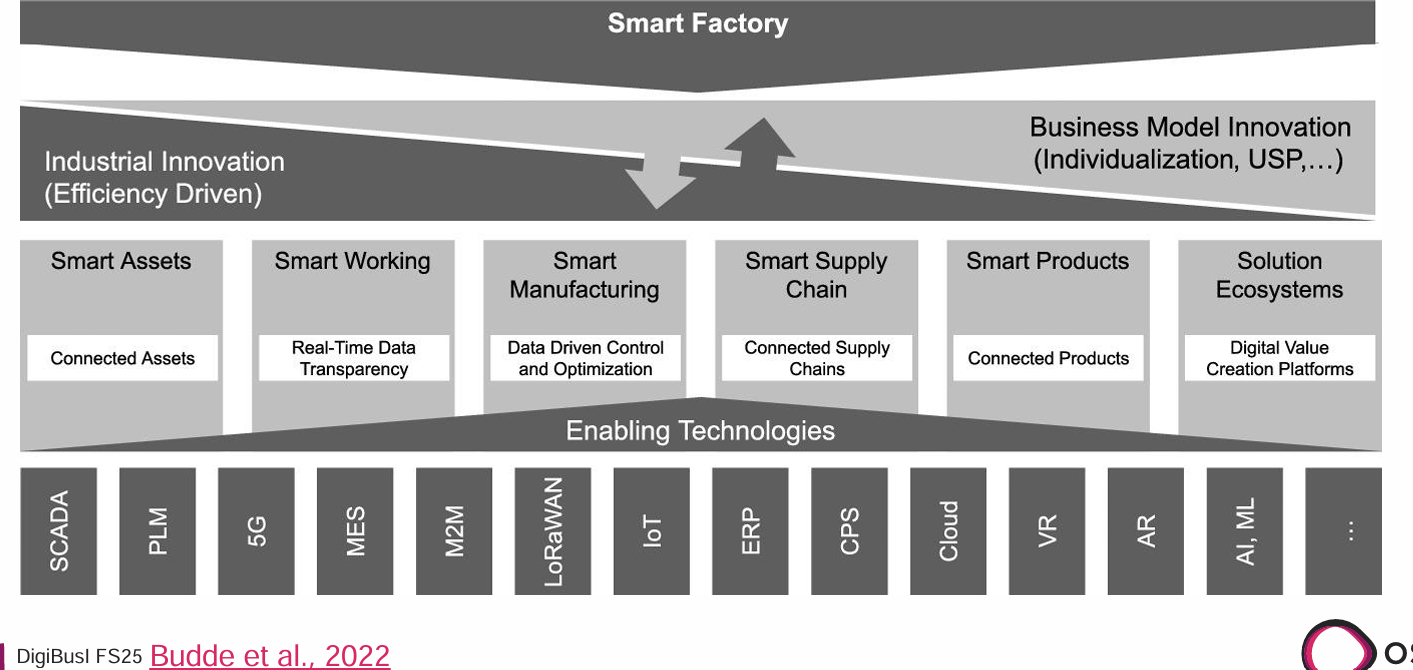 Smart Factory
Industrial Innovation
(Efficiency Driven)
Business Model Innovation
(Individualization, USP,...)
Smart Assets
Connected Assets
Smart Working
Real-Time Data
Transparency
Smart
Manufacturing
Data Driven Control
and Optimization
Smart Supply
Chain
Connected Supply
Chains
Smart Products
Connected Products
Solution
Ecosystems
Digital Value
Creation Platforms
Enabling Technologies
SCADA
PLM
5G
MES
M2M
LoRaWAN
IoT
ERP
CPS
Cloud
VR
AR
AI, ML
...
DigiBusI FS25 Budde et al., 2022